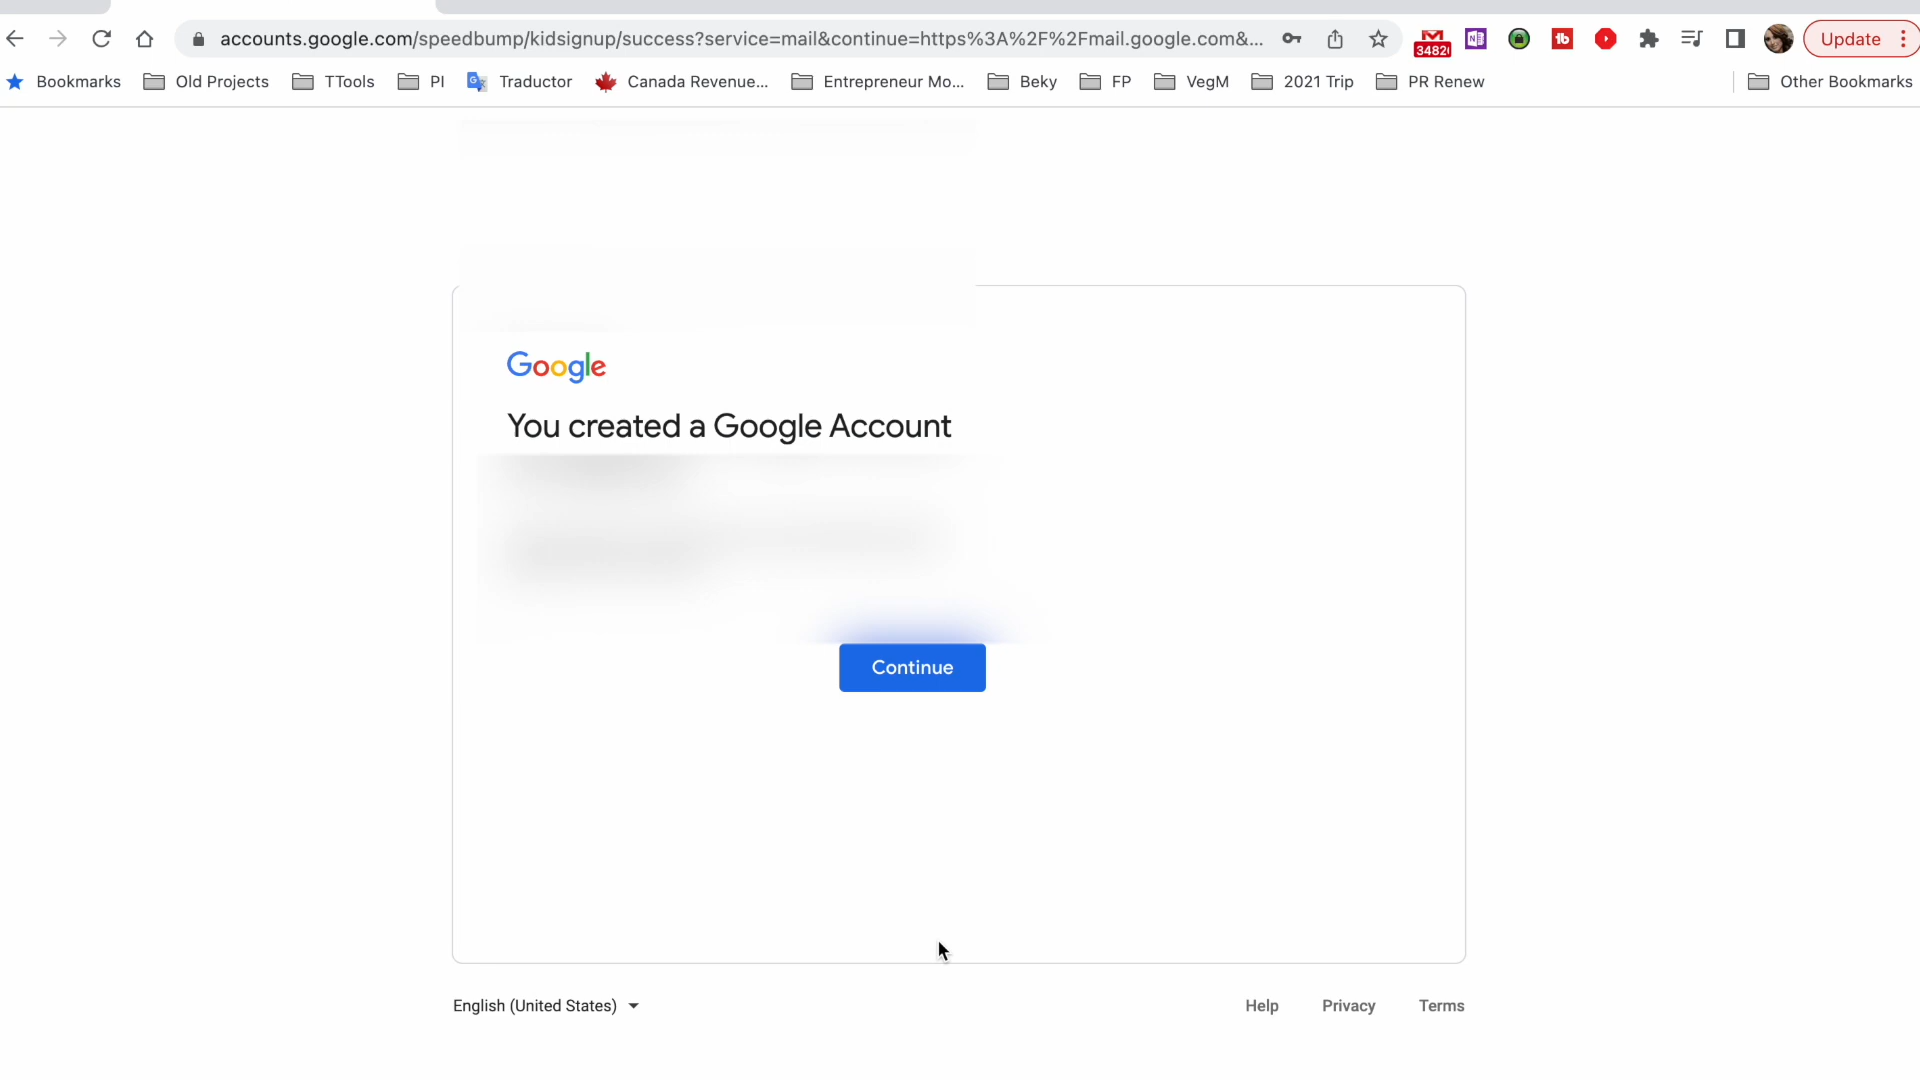 accounts.google.com/speedbump/kidsignup/success?service=mail&continue=https%3A%2F%2Fmail.google.com&...
3482(
Update
Bookmarks Old Projects TTools PI Traductor Canada Revenue... Entrepreneur Mo... Beky FP VegM 2021 Trip PR Renew Other Bookmarks
Google
You created a Google Account
Continue
English (United States) Help Privacy Terms